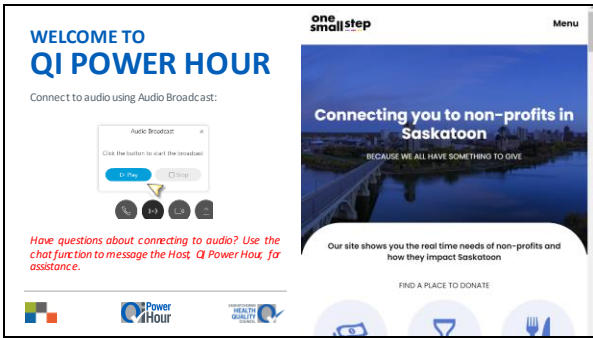 WELCOME TO
QI POWER HOUR
Connect to audio using Audio Broadcast:
Audio Broadcast
Click the button to start the broadcast
Play
Stop
Have questions about connecting to audio? Use the
chat function to message the Host, QI Power Hour, for
assistance.
Power
Hour
SASKATCHEWAN
HEALTH
QUALITY
COUNCIL
one
small step
Menu
Connecting you to non-profits in
Saskatoon
BECAUSE WE ALL HAVE SOMETHING TO GIVE
Our site shows you the real time needs of non-profits and
how they impact Saskatoon
FIND A PLACE TO DONATE